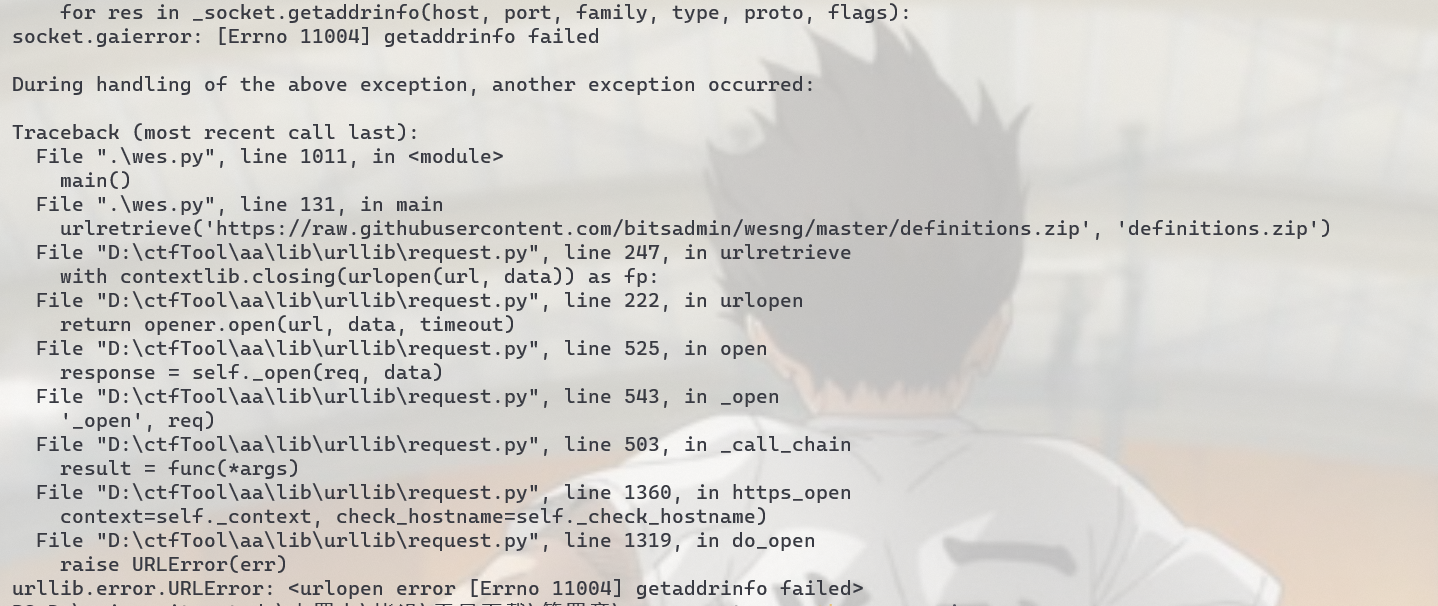 for res in _socket.getaddrinfo(host, port, family, type, proto, flags):
socket.gaierror: [Errno 11004] getaddrinfo failed
During handling of the above exception, another exception occurred:
Traceback (most recent call last):
File ".\wes.py", line 1011, in <module>
main()
File ".\wes.py", line 131, in main
urlretrieve('https://raw.githubusercontent.com/bitsadmin/wesng/master/definitions.zip', 'definitions.zip')
File "D:\ctfTool\aa\lib\urllib\request.py", line 247, in urlretrieve
with contextlib.closing(urlopen(url, data)) as fp:
File "D:\ctfTool\aa\lib\urllib\request.py", line 222, in urlopen
return opener.open(url, data, timeout)
File "D:\ctfTool\aa\lib\urllib\request.py", line 525, in open
response = self._open(req, data)
File "D:\ctfTool\aa\lib\urllib\request.py", line 543, in _open
'_open', req)
File "D:\ctfTool\aa\lib\urllib\request.py", line 503, in _call_chain
result = func(*args)
File "D:\ctfTool\aa\lib\urllib\request.py", line 1360, in https_open
context=self._context, check_hostname=self._check_hostname)
File "D:\ctfTool\aa\lib\urllib\request.py", line 1319, in do_open
raise URLError(err)
urllib.error.URLError: <urlopen error [Errno 11004] getaddrinfo failed>